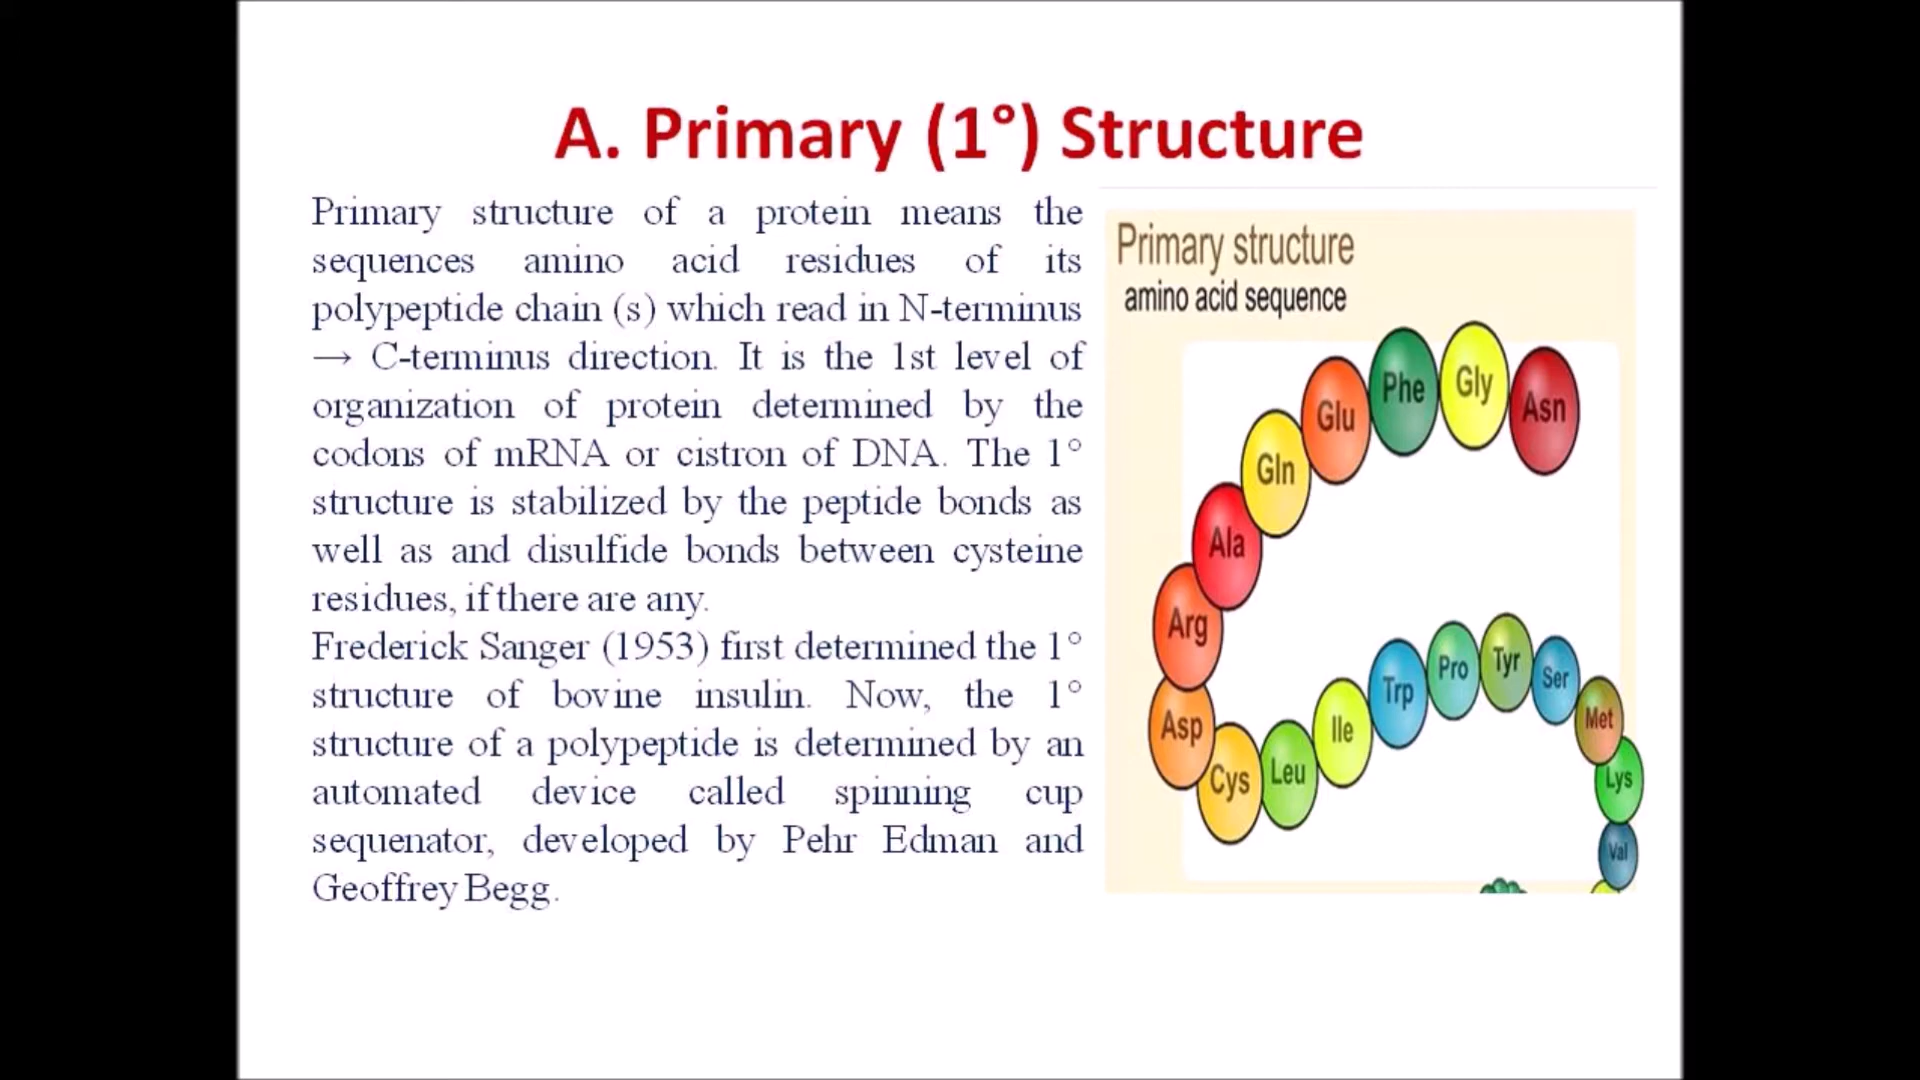 A. Primary (1°) Structure
Primary structure of a protein means the
sequences amino acid residues of its
polypeptide chain (s) which read in N-terminus
→ C-terminus direction. It is the 1st level of
organization of protein determined by the
codons of mRNA or cistron of DNA. The 1°
structure is stabilized by the peptide bonds as
well as and disulfide bonds between cysteine
residues, if there are any.
Frederick Sanger (1953) first determined the 1°
structure of bovine insulin. Now, the 1°
structure of a polypeptide is determined by an
automated device called spinning cup
sequenator, developed by Pehr Edman and
Geoffrey Begg.
Primary structure
amino acid sequence
Asn
Gly
Phe
Glu
Gln
Ala
Arg
Asp
Cys
Leu
Ile
Trp
Pro
Tyr
Ser
Met
Lys
Val